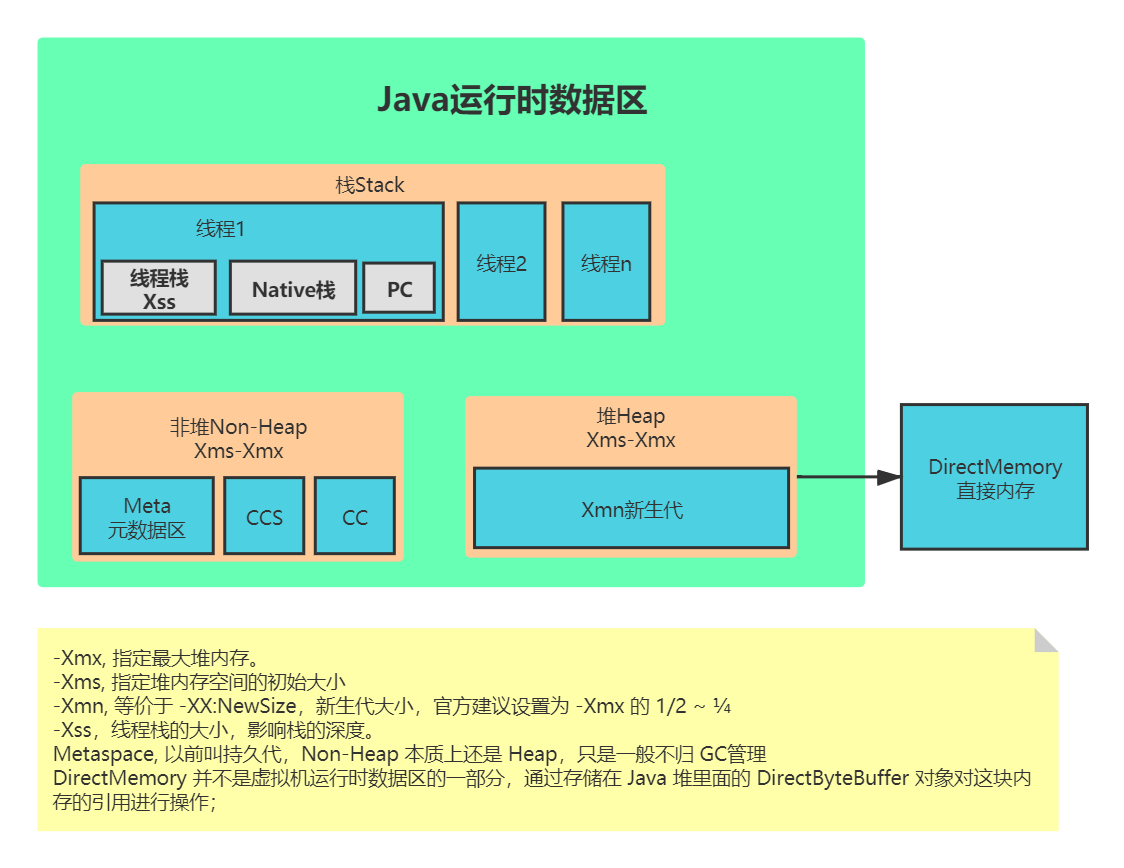 Java运行时数据区
栈Stack
线程1
线程栈
Xss
Native栈
PC
线程2
线程n
非堆Non-Heap
Xms-Xmx
Meta
元数据区
CCS
CC
堆Heap
Xms-Xmx
Xmn新生代
DirectMemory
直接内存
-Xmx, 指定最大堆内存。
-Xms, 指定堆内存空间的初始大小
-Xmn, 等价于 -XX:NewSize，新生代大小，官方建议设置为 -Xmx 的 1/2 ~ ¼
-Xss，线程栈的大小，影响栈的深度。
Metaspace, 以前叫持久代，Non-Heap 本质上还是 Heap，只是一般不归 GC管理
DirectMemory 并不是虚拟机运行时数据区的一部分，通过存储在 Java 堆里面的 DirectByteBuffer 对象对这块内
存的引用进行操作；